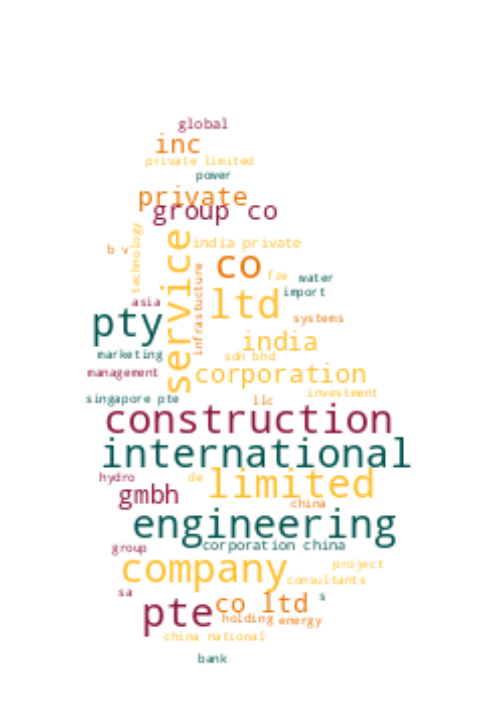 global
inc
private limited
power
private
group co
technology
service
india private
b v
co
fze
water
import
infrastucture
asia
ltd
systems
pty
india
marketing
sdn bhd
management
corporation
investment
singapore pte
llc
construction
international
hydro
de
limited
gmbh
china
engineering
group
corporation china
company
project
consultants
sa
pte
co ltd
s
holding
energy
china national
bank